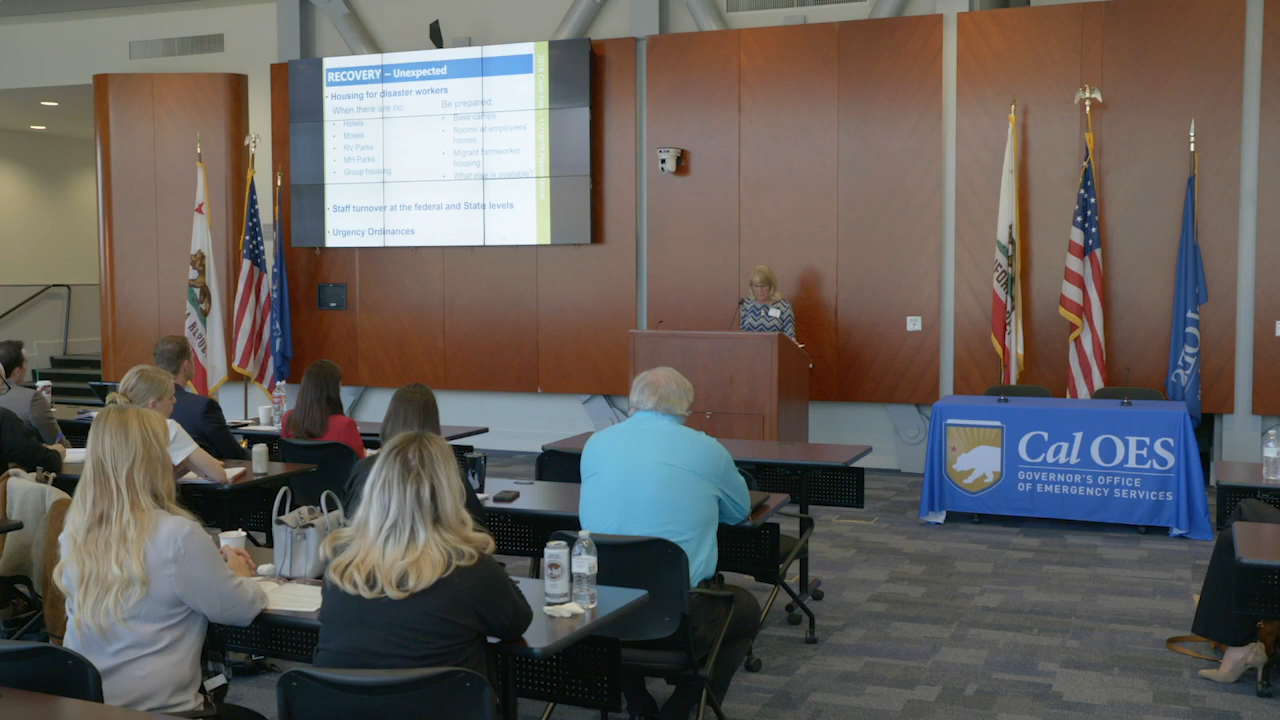 RECOVERY – Unexpected
• Housing for disaster workers
When there are no:
• Hotels
• Motels
• RV Parks
• MH Parks
• Group housing
Be prepared:
• Base camps
• Rooms at employees
homes
• Migrant farmworker
housing
• What else is available?
• Staff turnover at the federal and State levels
• Urgency Ordinances
REPUB
Cal OES
GOVERNOR'S OFFICE
OF EMERGENCY SERVICES
OES